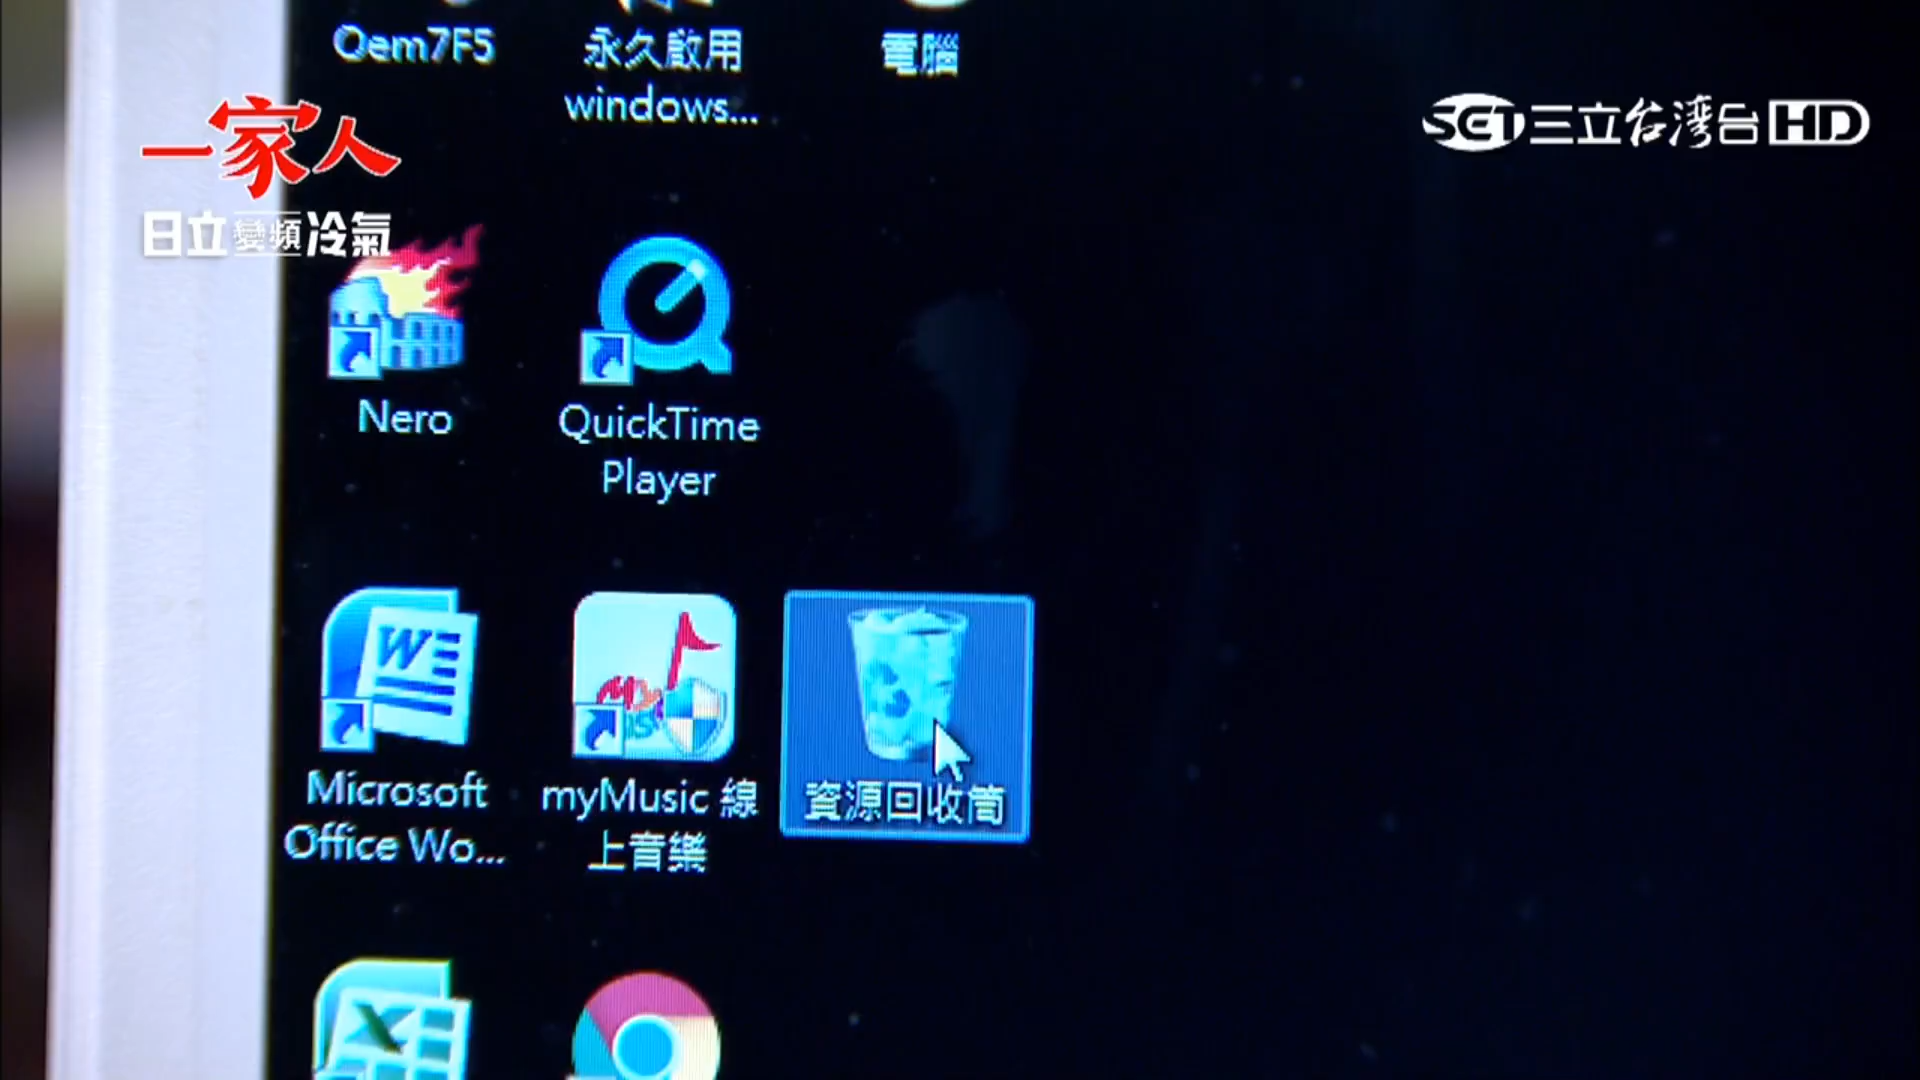 Oem7F5
永久啟用
windows...
電腦
一家人
日立變頻冷氣
SET三立台灣台HD
Nero
QuickTime
Player
Microsoft
Office Wo...
myMusic 線
上音樂
資源回收筒